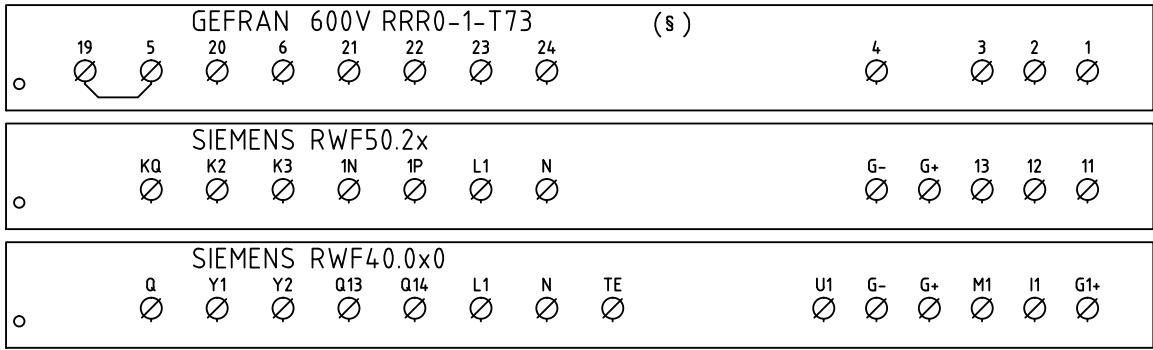 GEFRAN 600V RRR0-1-T73 (§)
19 5 20 6 21 22 23 24 4 3 2 1
SIEMENS RWF50.2x
KQ K2 K3 1N 1P L1 N G- G+ 13 12 11
SIEMENS RWF40.0x0
Q Y1 Y2 Q13 Q14 L1 N TE U1 G- G+ M1 I1 G1+